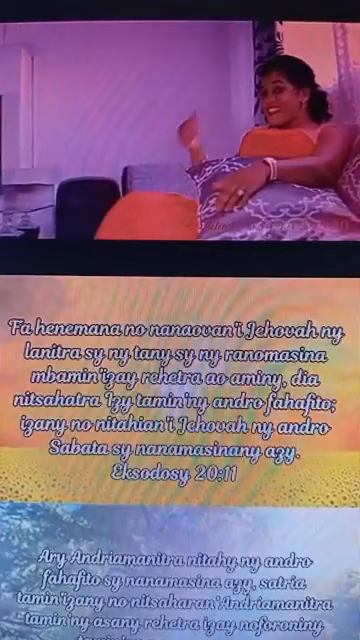 Fa henemana no nanaovan'i Jehovah ny
lanitra sy ny tany sy ny ranomasina
mbamin'izay rehetra ao aminy, dia
nitsahatra Izy tamin'ny andro fahafito;
izany no nitahian'i Jehovah ny andro
Sabata sy nanamasinany azy.
Eksodosy 20:11
Ary Andriamanitra nitahy ny andro
fahafito sy nanamasina azy, satria
tamin'izany no nitsaharan'Andriamanitra
tamin'ny asany rehetra izay noforoniny